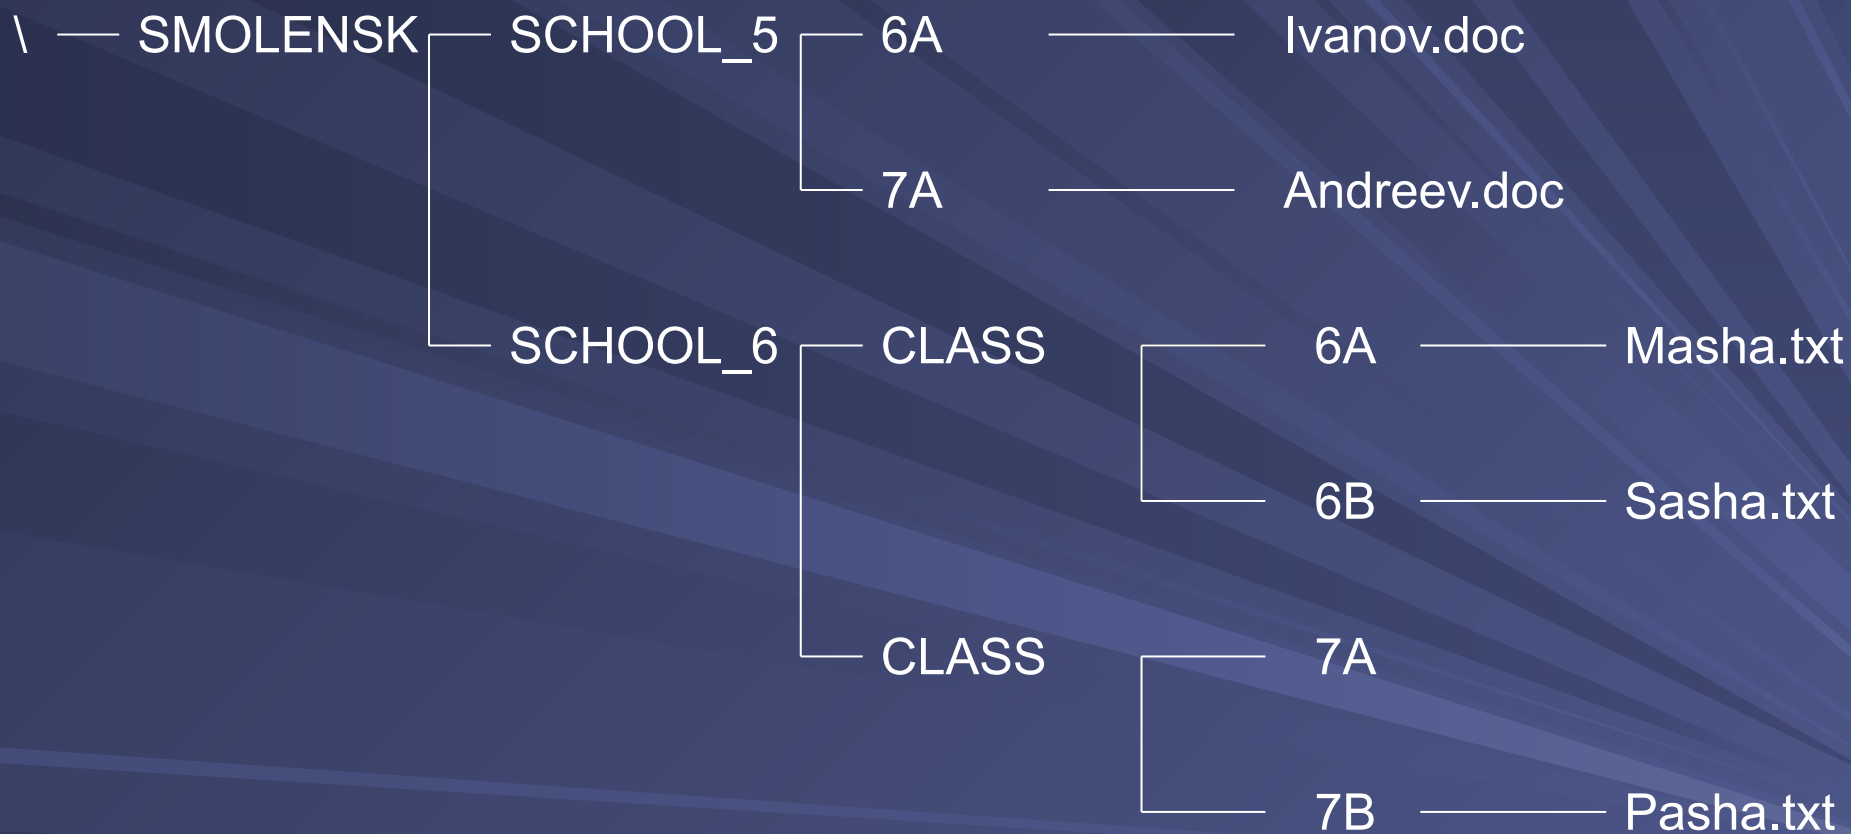 \ SMOLENSK SCHOOL_5 6A Ivanov.doc
7A Andreev.doc
SCHOOL_6 CLASS 6A Masha.txt
6B Sasha.txt
CLASS 7A
7B Pasha.txt